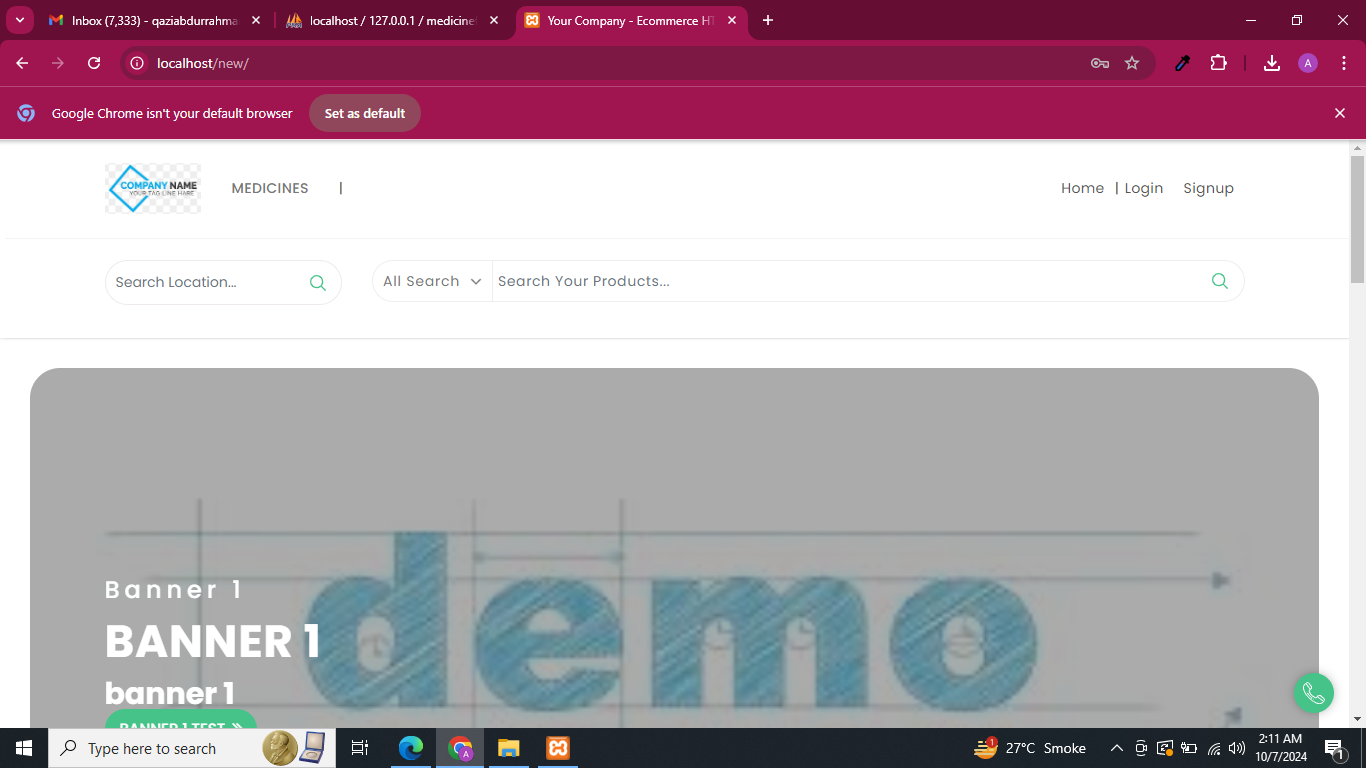 Inbox (7,333) - qaziabdurrahma
localhost / 127.0.0.1 / medicinef
Your Company - Ecommerce HT
localhost/new/
A
Google Chrome isn't your default browser
Set as default
COMPANY NAME
YOUR TAG LINE HERE
MEDICINES |
Home | Login Signup
Search Location...
All Search
Search Your Products...
demo
Banner 1
BANNER 1
banner 1
BANNER 1 TEST »
Type here to search
A
1
27°C Smoke
2:11 AM
10/7/2024
1